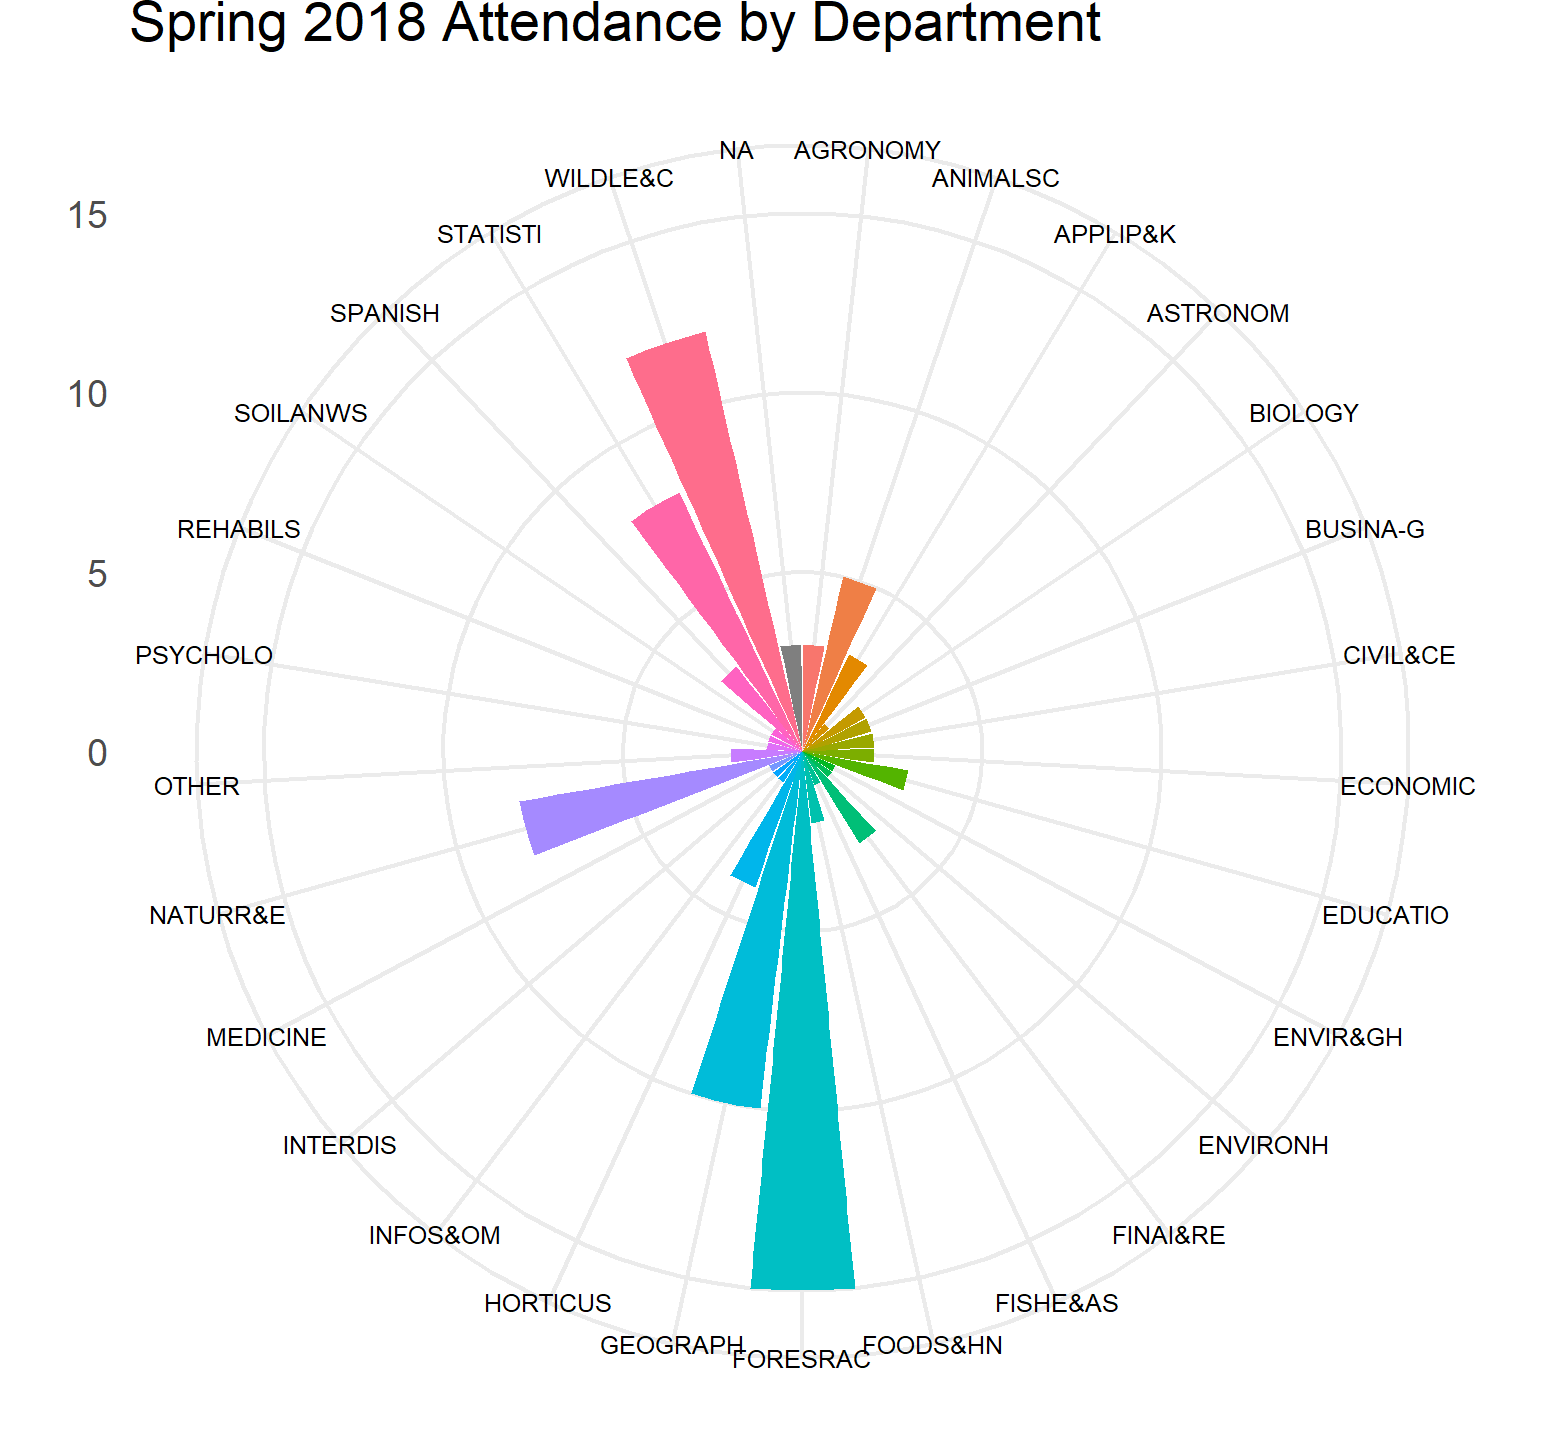 Spring 2018 Attendance by Department
NA
AGRONOMY
WILDLE&C
ANIMALSC
15
STATISTI
APPLIP&K
SPANISH
ASTRONOM
10
SOILANWS
BIOLOGY
REHABILS
BUSINA-G
5
PSYCHOLO
CIVIL&CE
0
OTHER
ECONOMIC
NATURR&E
EDUCATIO
MEDICINE
ENVIR&GH
INTERDIS
ENVIRONH
INFOS&OM
FINAI&RE
HORTICUS
FISHE&AS
GEOGRAPH
FORESRAC
FOODS&HN